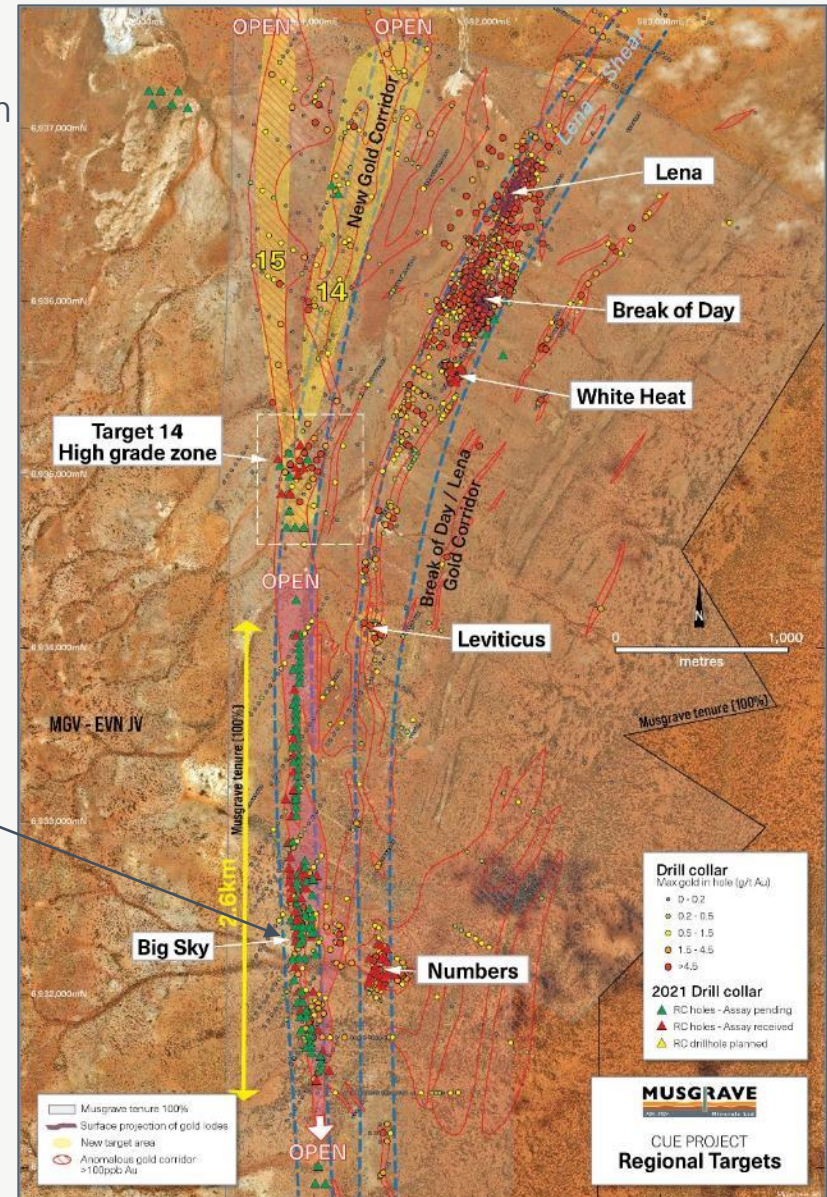 OPEN
OPEN
6,937,000mN
Lena Shear
New Gold Corridor
Lena
15
14
6,936,000mN
Break of Day
White Heat
Target 14
High grade zone
6,935,000mN
Break of Day / Lena
Gold Corridor
OPEN
N
Leviticus
0
1,000
metres
6,934,000mN
MGV - EVN JV
Musgrave tenure [100%]
Musgrave tenure [100%]
6,933,000mN
2.6km
Big Sky
Numbers
6,932,000mN
OPEN
Drill collar
Max gold in hole (g/t Au)
0 - 0.2
0.2 - 0.5
0.5 - 1.5
1.5 - 4.5
>4.5
2021 Drill collar
RC holes - Assay pending
RC holes - Assay received
RC drillhole planned
Musgrave tenure 100%
Surface projection of gold lodes
New target area
Anomalous gold corridor
>100ppb Au
MUSGRAVE
Minerals Ltd
CUE PROJECT
Regional Targets